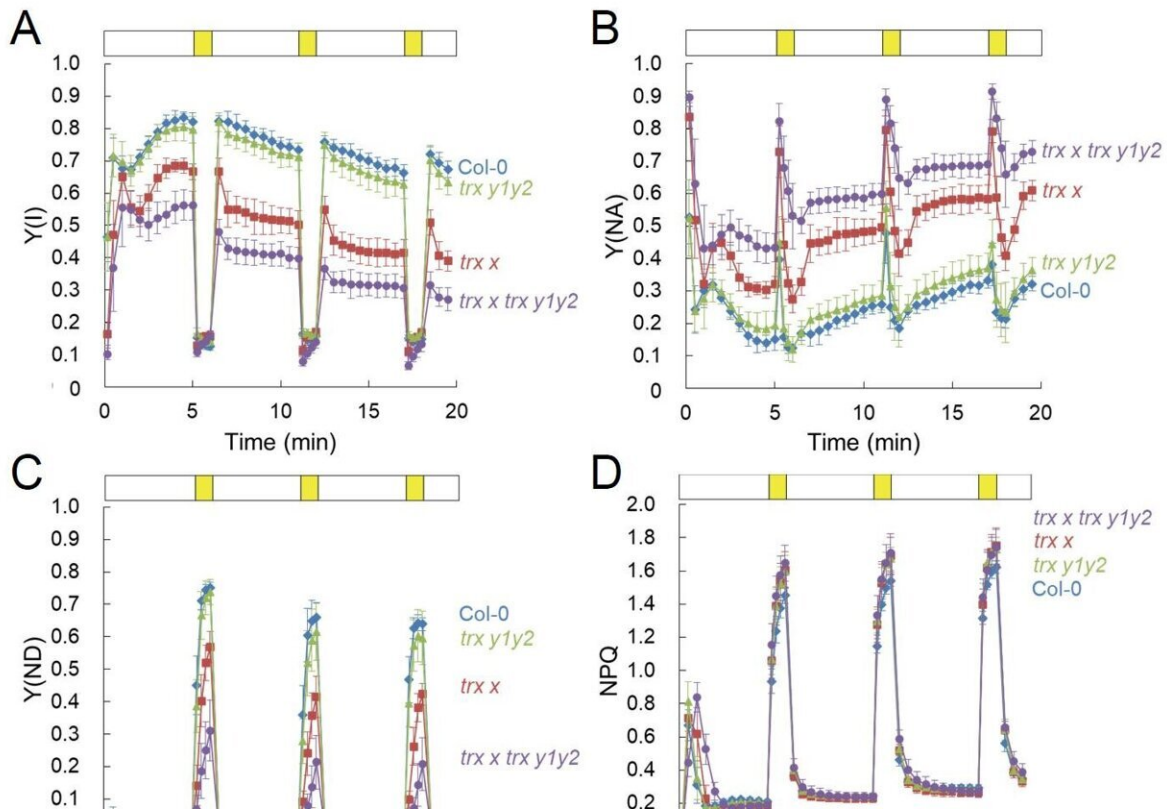 A
1.0
0.9
0.8
0.7
0.6
0.5
0.4
0.3
0.2
0.1
0
Y(I)
0 5 10 15 20
Time (min)
Col-0
trx y1y2
trx x
trx x trx y1y2
B
1.0
0.9
0.8
0.7
0.6
0.5
0.4
0.3
0.2
0.1
0
Y(NA)
0 5 10 15 20
Time (min)
trx x trx y1y2
trx x
trx y1y2
Col-0
C
1.0
0.9
0.8
0.7
0.6
0.5
0.4
0.3
0.2
0.1
Y(ND)
Col-0
trx y1y2
trx x
trx x trx y1y2
D
2.0
1.8
1.6
1.4
1.2
1.0
0.8
0.6
0.4
0.2
NPQ
trx x trx y1y2
trx x
trx y1y2
Col-0